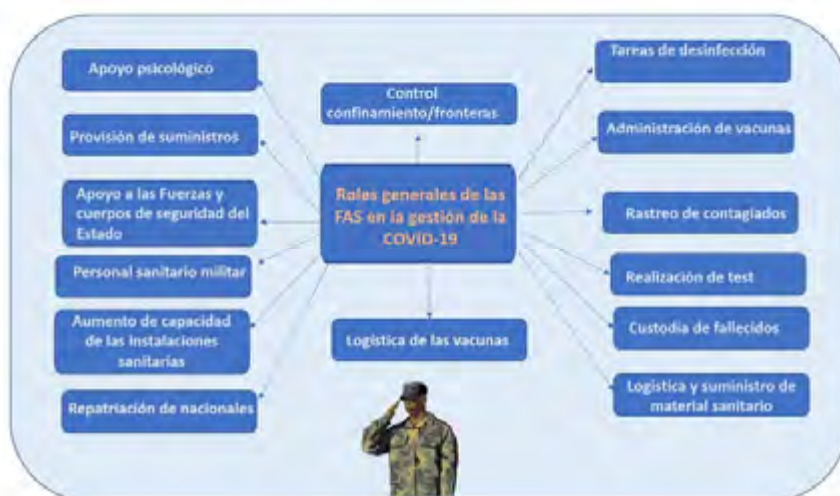 Apoyo psicológico
Provisión de suministros
Apoyo a las Fuerzas y
cuerpos de seguridad del
Estado
Personal sanitario militar
Aumento de capacidad
de las instalaciones
sanitarias
Repatriación de nacionales
Control
confinamiento/fronteras
Roles generales de las
FAS en la gestión de la
COVID-19
Logística de las vacunas
Tareas de desinfección
Administración de vacunas
Rastreo de contagiados
Realización de test
Custodia de fallecidos
Logística y suministro de
material sanitario